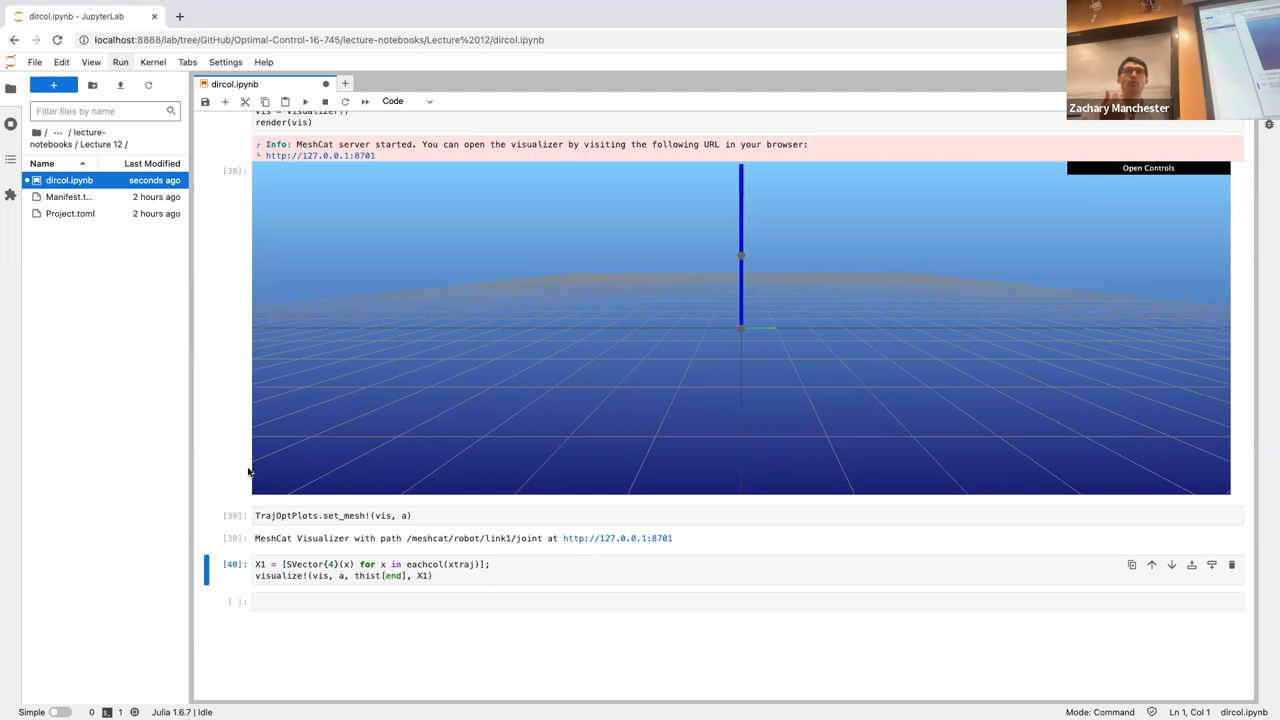 dircol.ipynb - JupyterLab
localhost:8888/lab/tree/GitHub/Optimal-Control-16-745/lecture-notebooks/Lecture%2012/dircol.ipynb
File Edit View Run Kernel Tabs Settings Help
Filter files by name
/ ... / lecture-
notebooks / Lecture 12 /
Name Last Modified
dircol.ipynb seconds ago
Manifest.t... 2 hours ago
Project.toml 2 hours ago
dircol.ipynb
Code
vis = Visualizer()
render(vis)
Info: MeshCat server started. You can open the visualizer by visiting the following URL in your browser:
http://127.0.0.1:8701
[38]:
Open Controls
[39]: TrajOptPlots.set_mesh!(vis, a)
[39]: MeshCat Visualizer with path /meshcat/robot/link1/joint at http://127.0.0.1:8701
[40]: X1 = [SVector{4}(x) for x in eachcol(xtraj)];
visualize!(vis, a, thist[end], X1)
[ ]:
Zachary Manchester
Simple 0 1 Julia 1.6.7 | Idle Mode: Command Ln 1, Col 1 dircol.ipynb